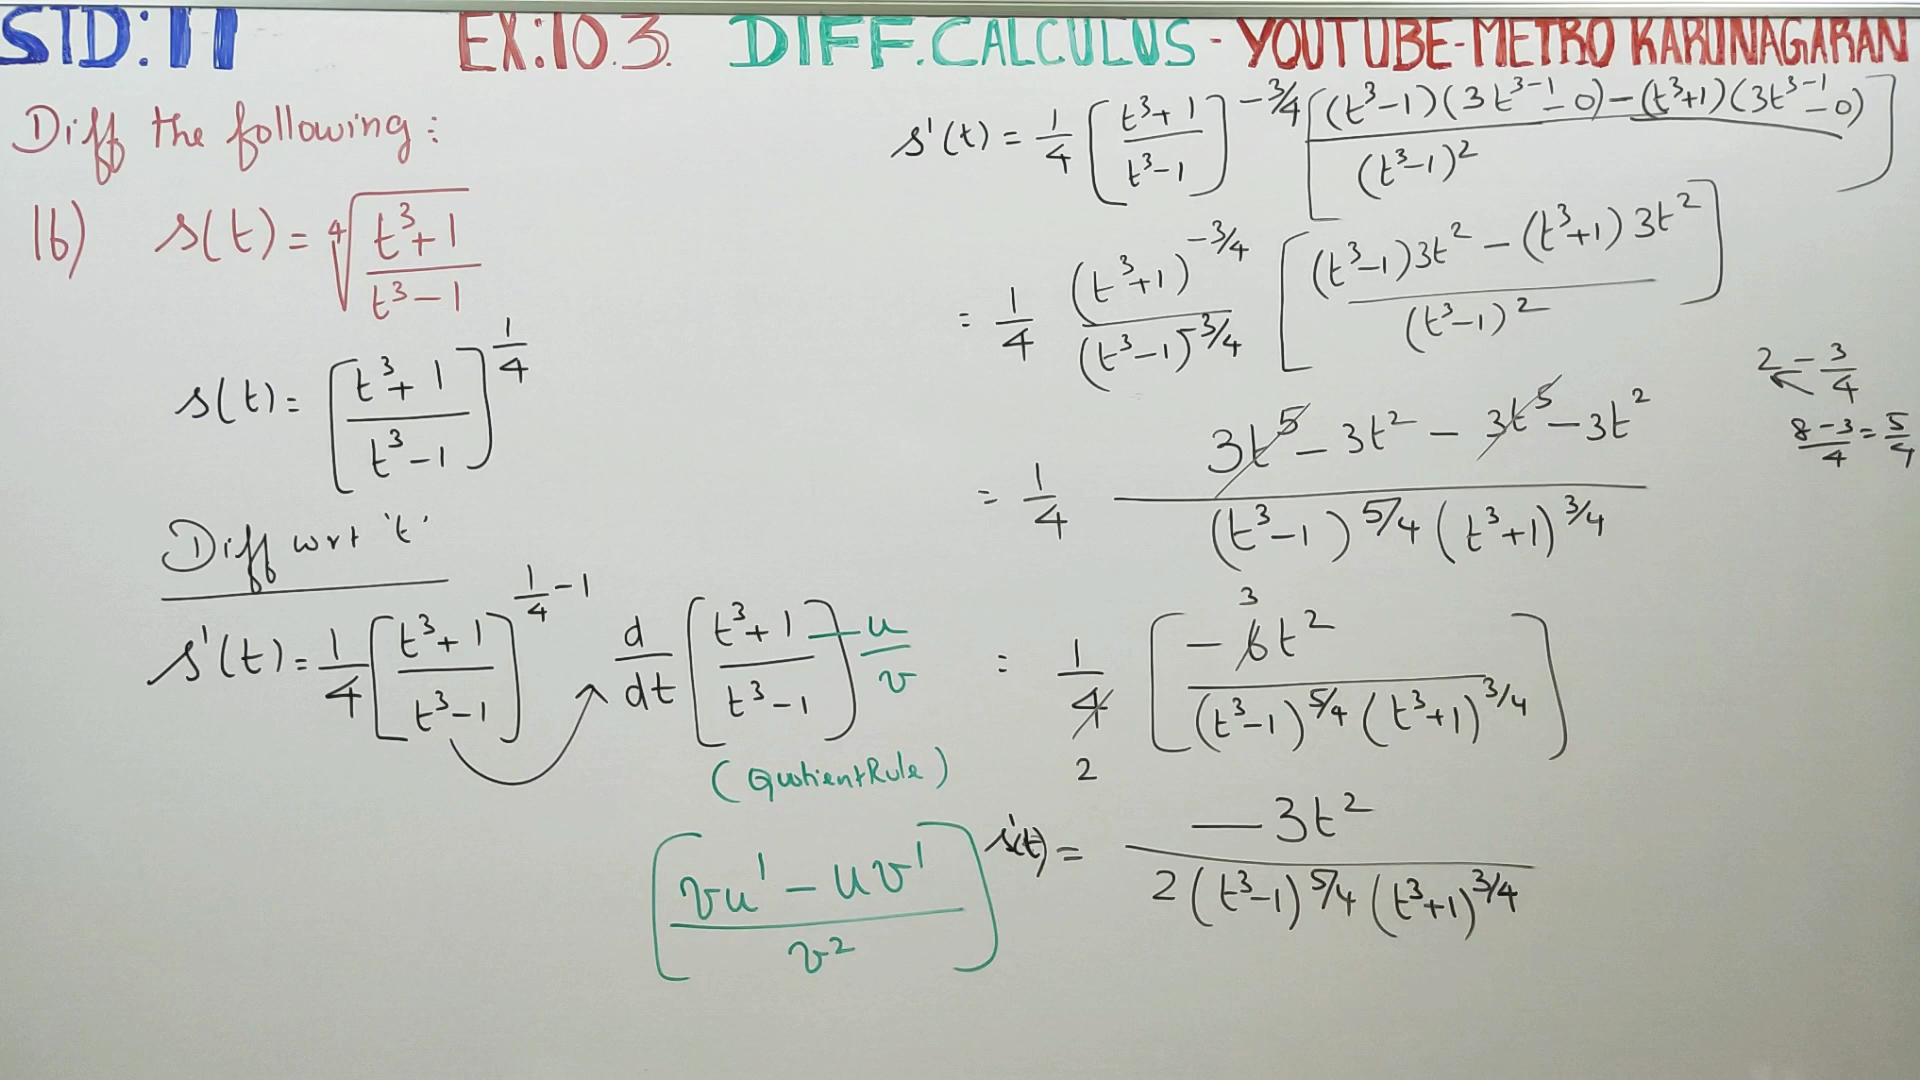 STD: 11 EX:10.3. DIFF.CALCULUS - YOUTUBE-METRO KARUNAGARAN
Diff the following:
16) s(t) = ∜((t³+1)/(t³-1))
s(t) = [(t³+1)/(t³-1)]^(1/4)
Diff wrt 't'
s'(t) = 1/4 [(t³+1)/(t³-1)]^(1/4 - 1) d/dt [(t³+1)/(t³-1)] u/v
(Quotient Rule)
[(vu' - uv')/v²]
s'(t) = 1/4 [(t³+1)/(t³-1)]^(-3/4) [((t³-1)(3t^(3-1) - 0) - (t³+1)(3t^(3-1) - 0))/(t³-1)²]
= 1/4 (t³+1)^(-3/4)/(t³-1)^(-3/4) [((t³-1)3t² - (t³+1)3t²)/(t³-1)²]
2 - 3/4
(8-3)/4 = 5/4
= 1/4 (3t⁵ - 3t² - 3t⁵ - 3t²)/((t³-1)^(5/4) (t³+1)^(3/4))
3
= 1/4 [-6t²/((t³-1)^(5/4) (t³+1)^(3/4))]
2
s'(t) = -3t²/(2(t³-1)^(5/4) (t³+1)^(3/4))